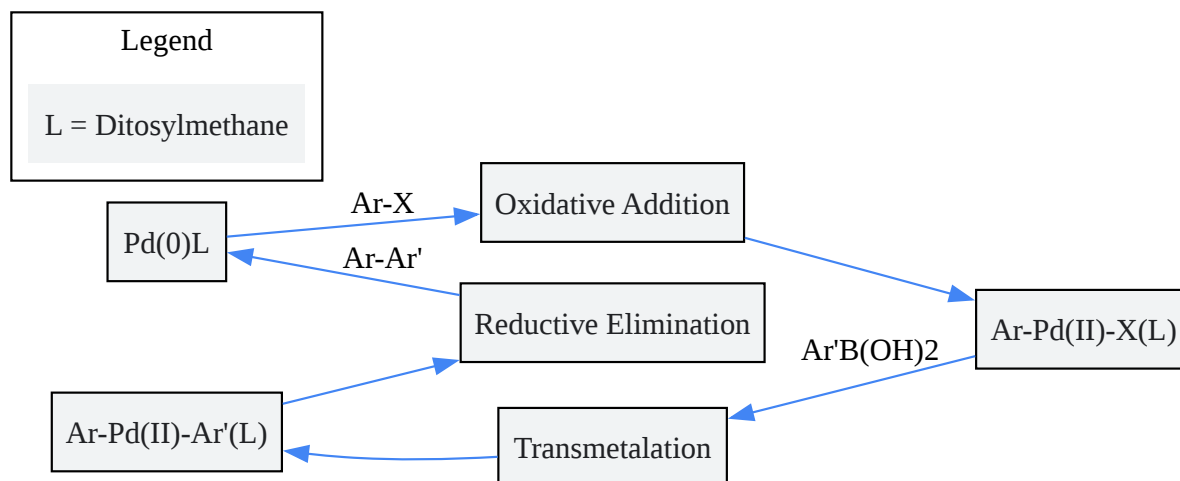 Legend
L = Ditosylmethane
Ar-X
Oxidative Addition
Pd(0)L
Ar-Ar'
Reductive Elimination
Ar-Pd(II)-X(L)
Ar'B(OH)2
Ar-Pd(II)-Ar'(L)
Transmetalation